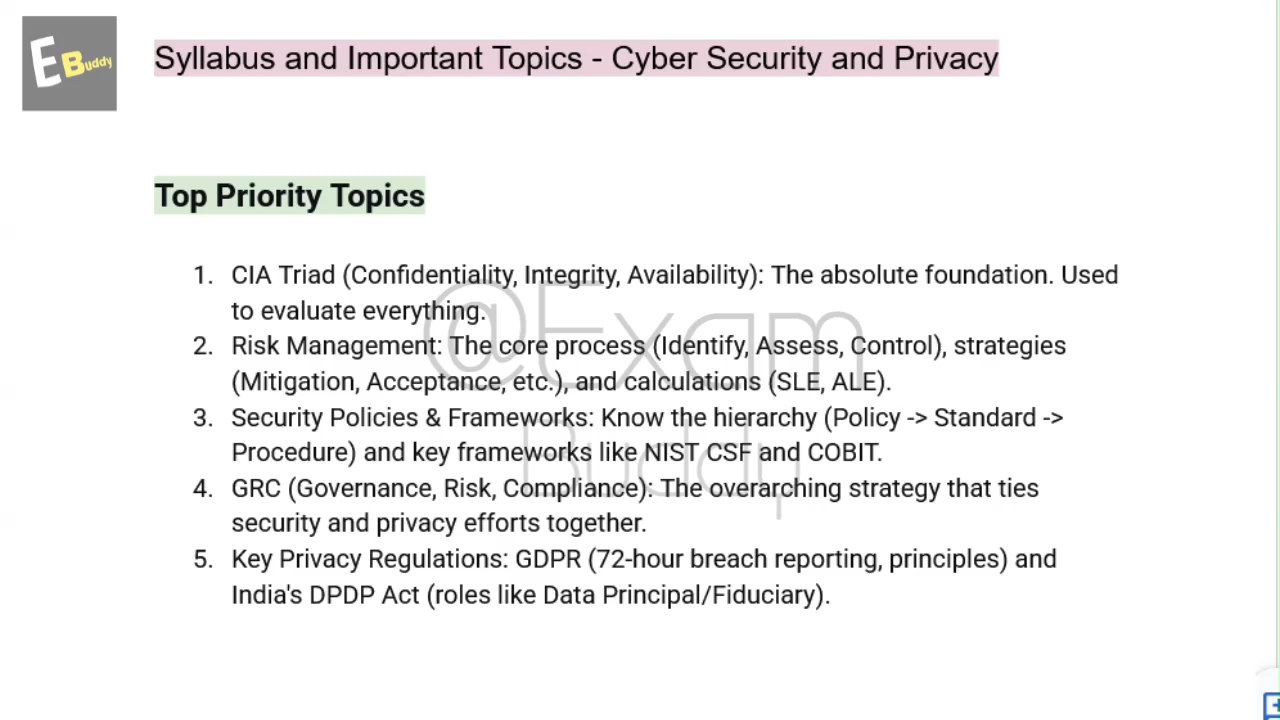 E Buddy
Syllabus and Important Topics - Cyber Security and Privacy
Top Priority Topics
1. CIA Triad (Confidentiality, Integrity, Availability): The absolute foundation. Used
to evaluate everything.
2. Risk Management: The core process (Identify, Assess, Control), strategies
(Mitigation, Acceptance, etc.), and calculations (SLE, ALE).
3. Security Policies & Frameworks: Know the hierarchy (Policy -> Standard ->
Procedure) and key frameworks like NIST CSF and COBIT.
4. GRC (Governance, Risk, Compliance): The overarching strategy that ties
security and privacy efforts together.
5. Key Privacy Regulations: GDPR (72-hour breach reporting, principles) and
India's DPDP Act (roles like Data Principal/Fiduciary).
@Exam
Buddy